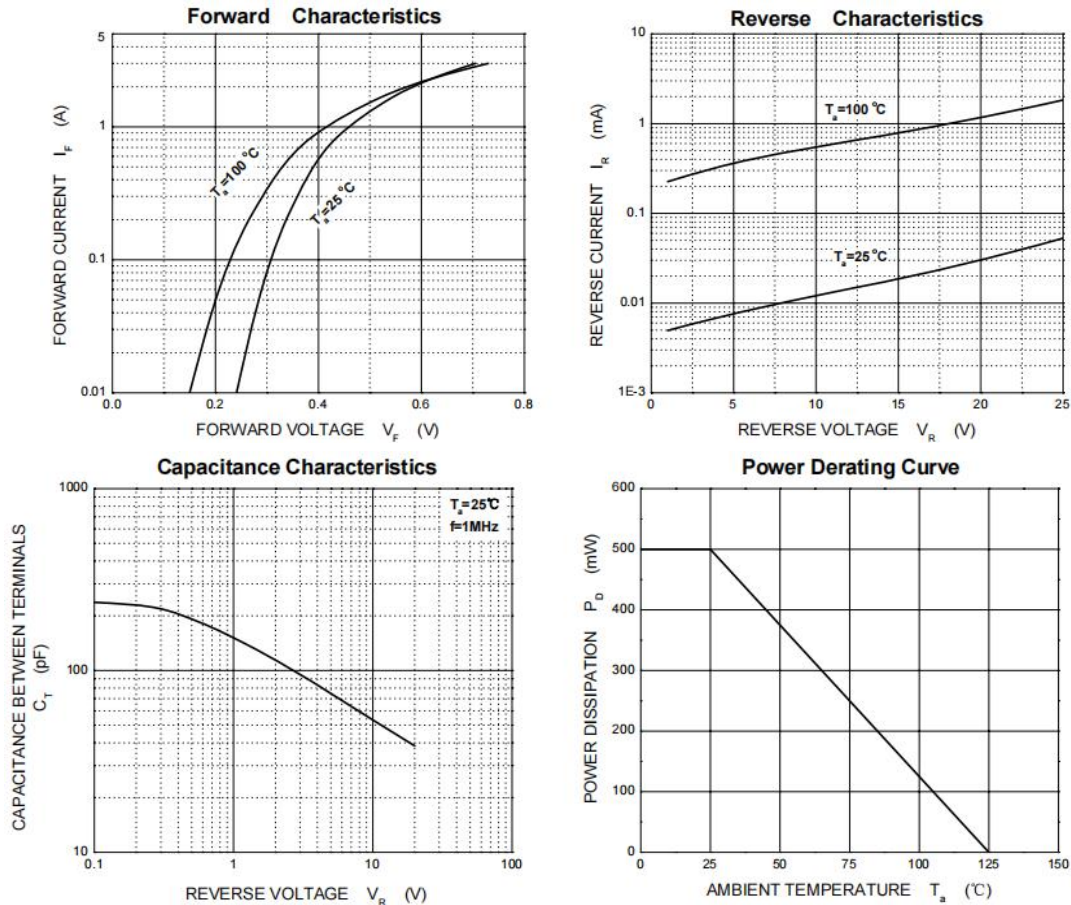 Forward Characteristics
5
1
0.1
0.01
0.0
0.2
0.4
0.6
0.8
FORWARD CURRENT I_F (A)
T_a=100℃
T_a=25℃
FORWARD VOLTAGE V_F (V)
Reverse Characteristics
10
1
0.1
0.01
1E-3
0
5
10
15
20
25
REVERSE CURRENT I_R (mA)
T_a=100℃
T_a=25℃
REVERSE VOLTAGE V_R (V)
Capacitance Characteristics
1000
100
10
0.1
1
10
100
CAPACITANCE BETWEEN TERMINALS
C_T (pF)
T_a=25℃
f=1MHz
REVERSE VOLTAGE V_R (V)
Power Derating Curve
600
500
400
300
200
100
0
0
25
50
75
100
125
150
POWER DISSIPATION P_D (mW)
AMBIENT TEMPERATURE T_a (℃)